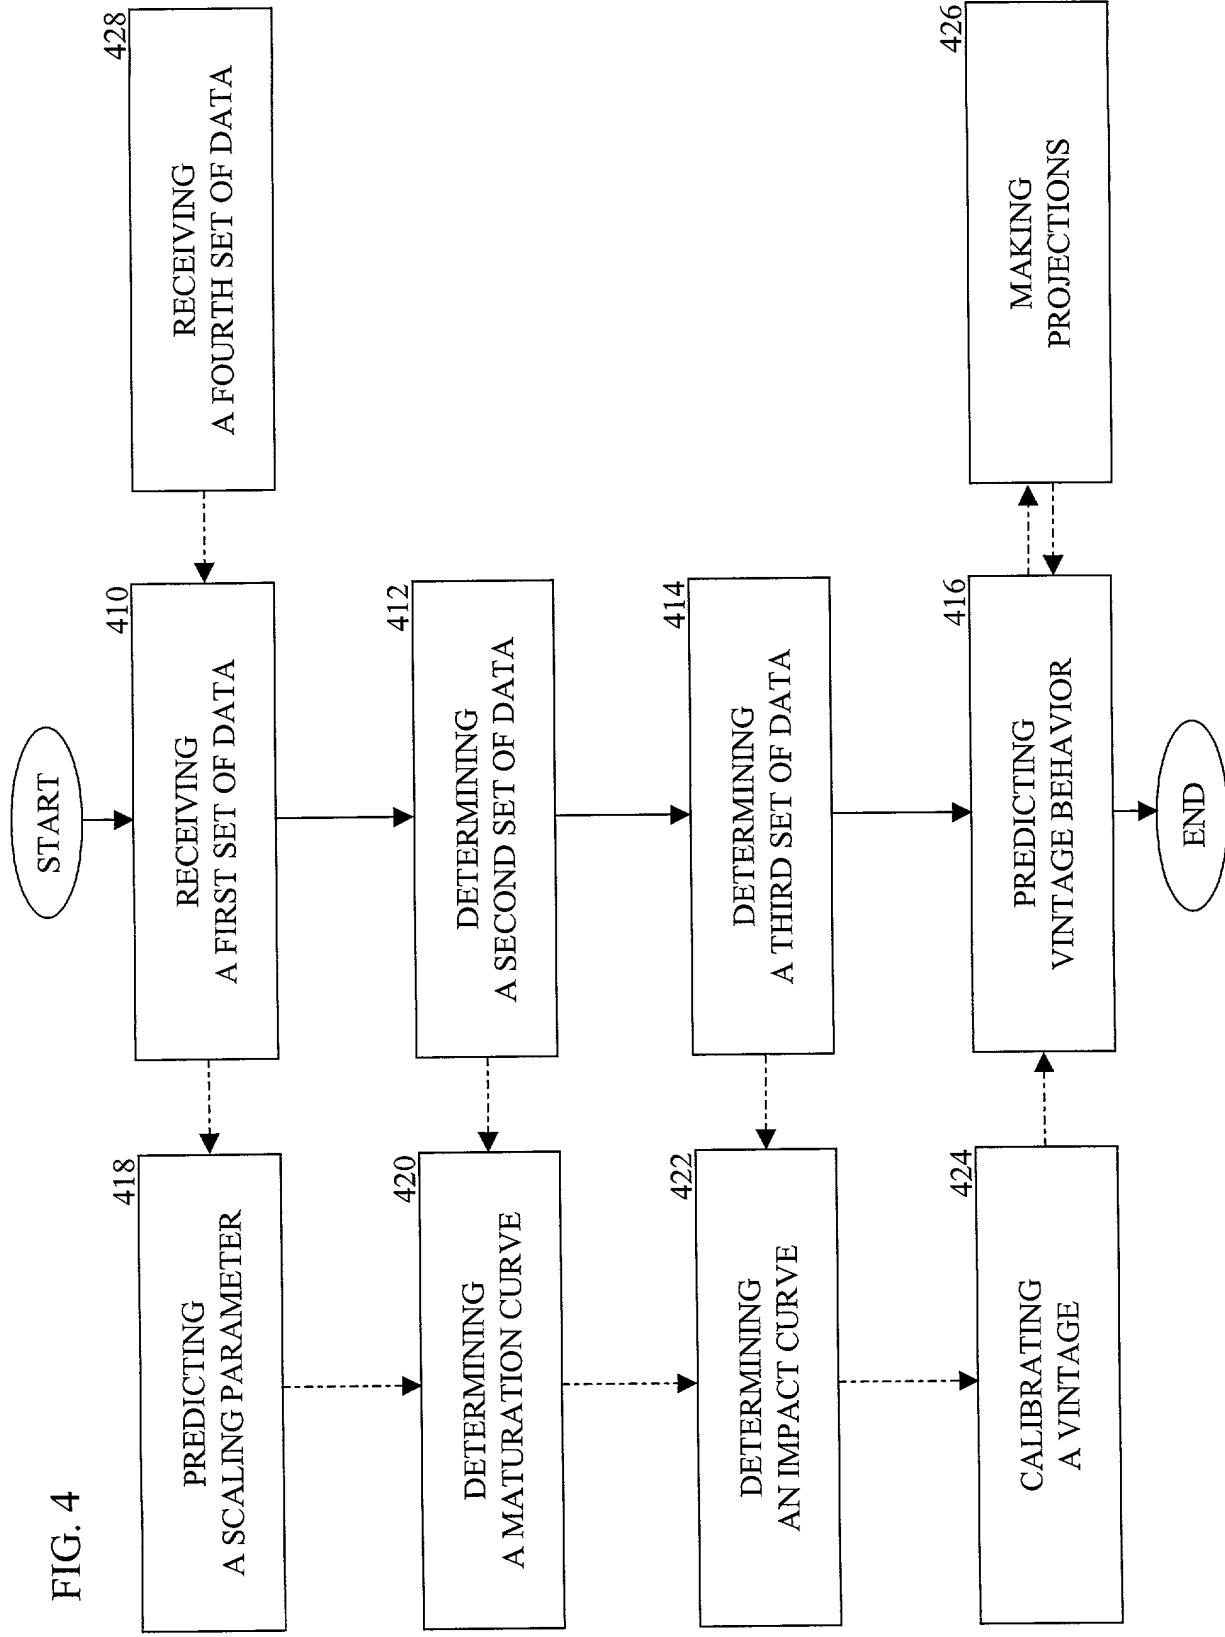 FIG. 4
START
418
PREDICTING
A SCALING PARAMETER
410
RECEIVING
A FIRST SET OF DATA
428
RECEIVING
A FOURTH SET OF DATA
420
DETERMINING
A MATURATION CURVE
412
DETERMINING
A SECOND SET OF DATA
422
DETERMINING
AN IMPACT CURVE
414
DETERMINING
A THIRD SET OF DATA
424
CALIBRATING
A VINTAGE
416
PREDICTING
VINTAGE BEHAVIOR
426
MAKING
PROJECTIONS
END